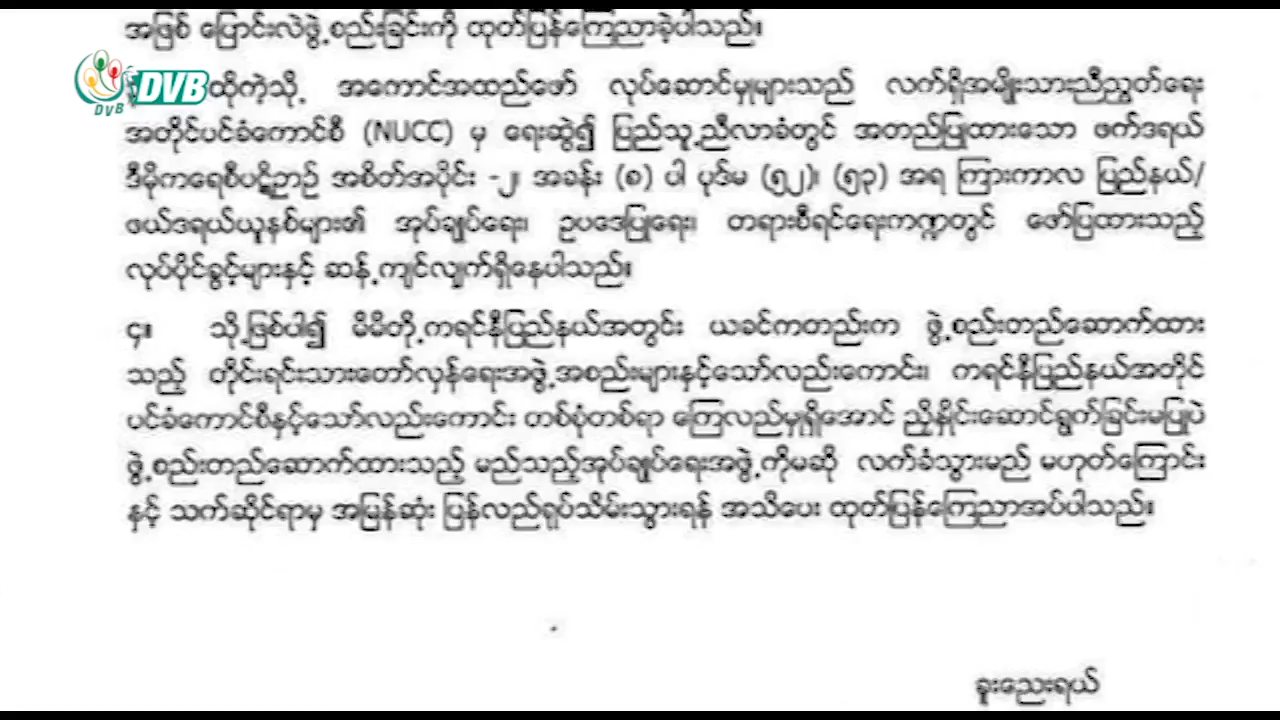 အဖြစ် ပြောင်းလဲဖွဲ့စည်းခြင်းကို ထုတ်ပြန်ကြေညာခဲ့ပါသည်။
DVB
DVB
ထိုကဲ့သို့ အကောင်အထည်ဖော် လုပ်ဆောင်မှုများသည် လက်ရှိအမျိုးသားညီညွတ်ရေး
အတိုင်ပင်ခံကောင်စီ (NUCC) မှ ရေးဆွဲ၍ ပြည်သူ့ညီလာခံတွင် အတည်ပြုထားသော ဖက်ဒရယ်
ဒီမိုကရေစီပဋိဉာဉ် အစိတ်အပိုင်း -၂၊ အခန်း (၈) ပါ ပုဒ်မ (၅၂)၊ (၅၃) အရ ကြားကာလ ပြည်နယ်/
ဖယ်ဒရယ်ယူနစ်များ၏ အုပ်ချုပ်ရေး၊ ဥပဒေပြုရေး၊ တရားစီရင်ရေးကဏ္ဍတွင် ဖော်ပြထားသည့်
လုပ်ပိုင်ခွင့်များနှင့် ဆန့်ကျင်လျှက်ရှိနေပါသည်။
၄။ သို့ဖြစ်ပါ၍ မိမိတို့ကရင်နီပြည်နယ်အတွင်း ယခင်ကတည်းက ဖွဲ့စည်းတည်ဆောက်ထား
သည့် တိုင်းရင်းသားတော်လှန်ရေးအဖွဲ့အစည်းများနှင့်သော်လည်းကောင်း၊ ကရင်နီပြည်နယ်အတိုင်
ပင်ခံကောင်စီနှင့်သော်လည်းကောင်း တစ်စုံတစ်ရာ ကြေလည်မှုရှိအောင် ညှိနှိုင်းဆောင်ရွက်ခြင်းမပြုပဲ
ဖွဲ့စည်းတည်ဆောက်ထားသည့် မည်သည့်အုပ်ချုပ်ရေးအဖွဲ့ကိုမဆို လက်ခံသွားမည် မဟုတ်ကြောင်း
နှင့် သက်ဆိုင်ရာမှ အမြန်ဆုံး ပြန်လည်ရုပ်သိမ်းသွားရန် အသိပေး ထုတ်ပြန်ကြေညာအပ်ပါသည်။
ခူးညေးရယ်